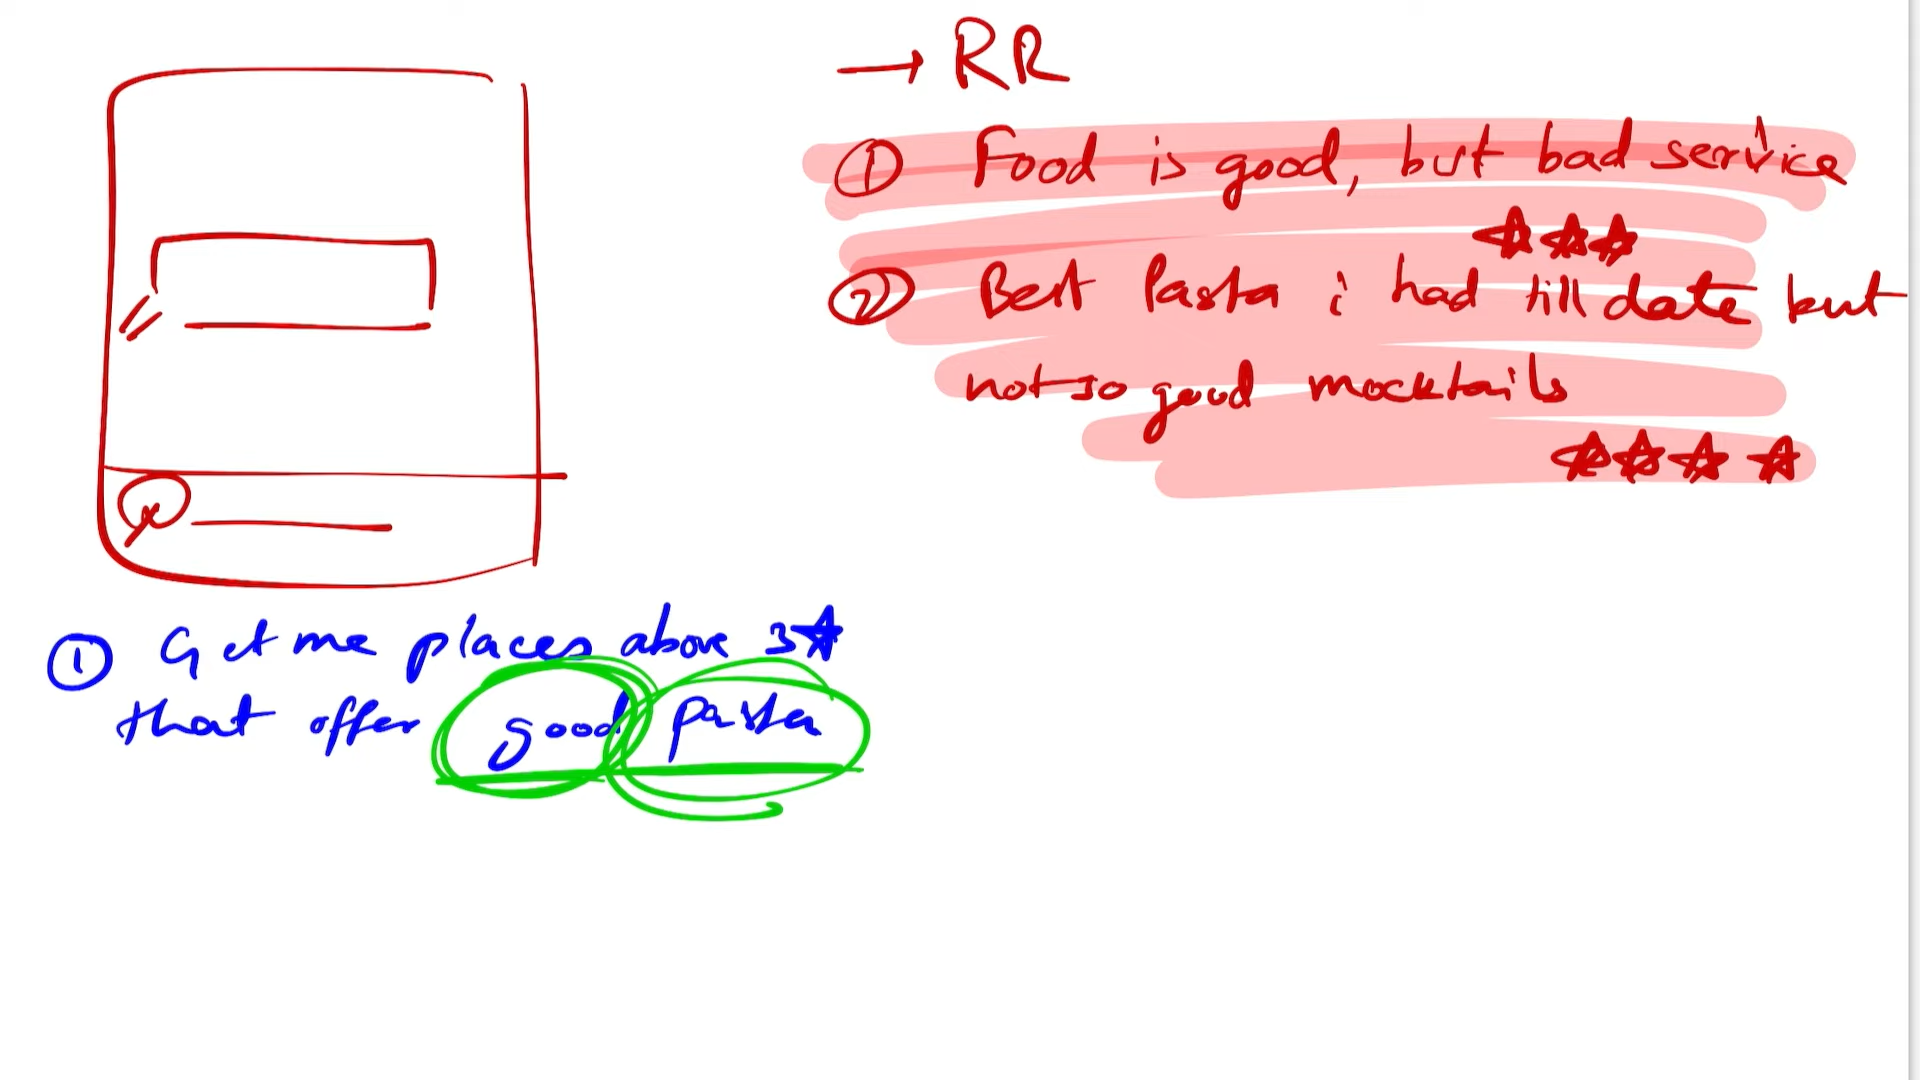 → RR
① Food is good, but bad service
★★★
② Best Pasta i had till date but
not so good mocktails
★★★★
① Get me places above 3★
that offer good pasta